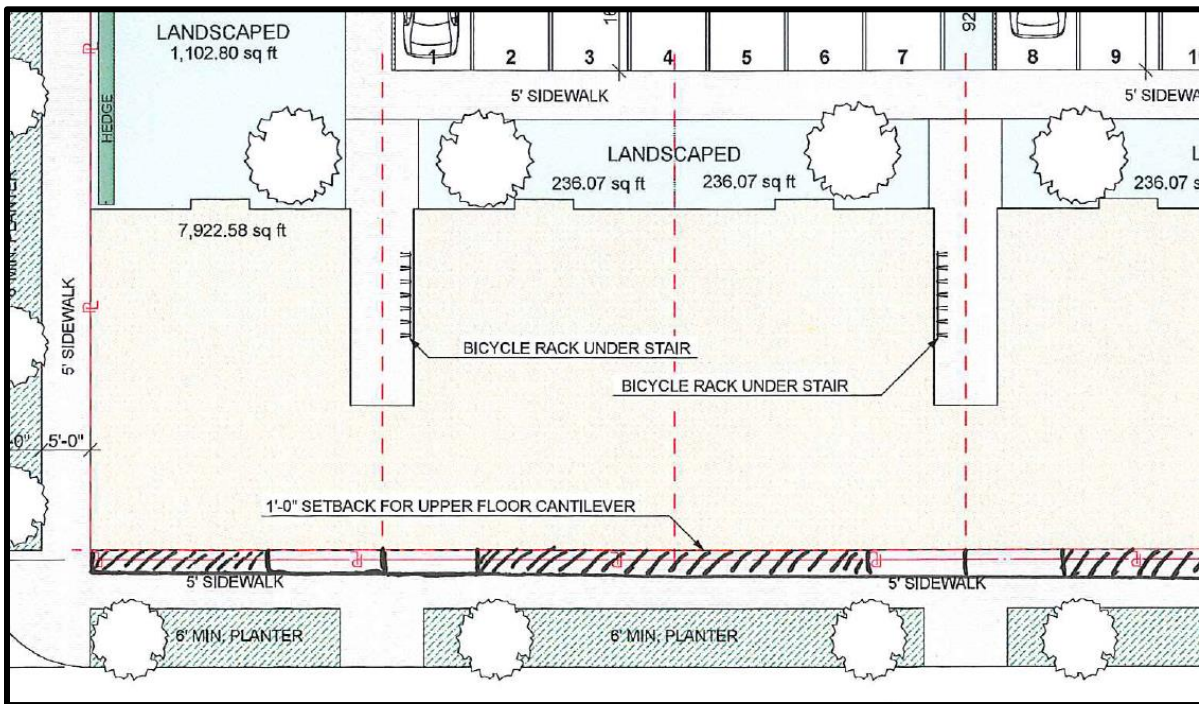 LANDSCAPED
1,102.80 sq ft
HEDGE
1 2 3 4 5 6 7 8 9
5' SIDEWALK
5' SIDEWA
LANDSCAPED
236.07 sq ft 236.07 sq ft
236.07 s
7,922.58 sq ft
MIN. PLANTER
5' SIDEWALK
BICYCLE RACK UNDER STAIR
BICYCLE RACK UNDER STAIR
5'-0"
1'-0" SETBACK FOR UPPER FLOOR CANTILEVER
5' SIDEWALK
5' SIDEWALK
6' MIN, PLANTER
6' MIN, PLANTER